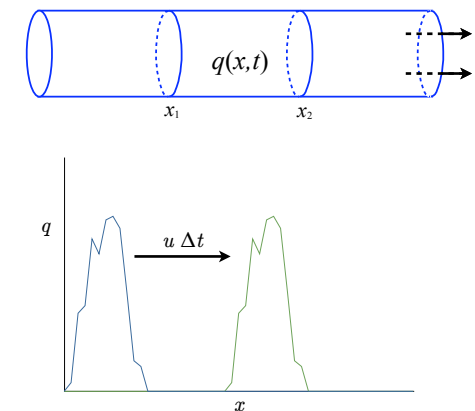 q(x,t)
x₁ x₂
q
u Δt
x